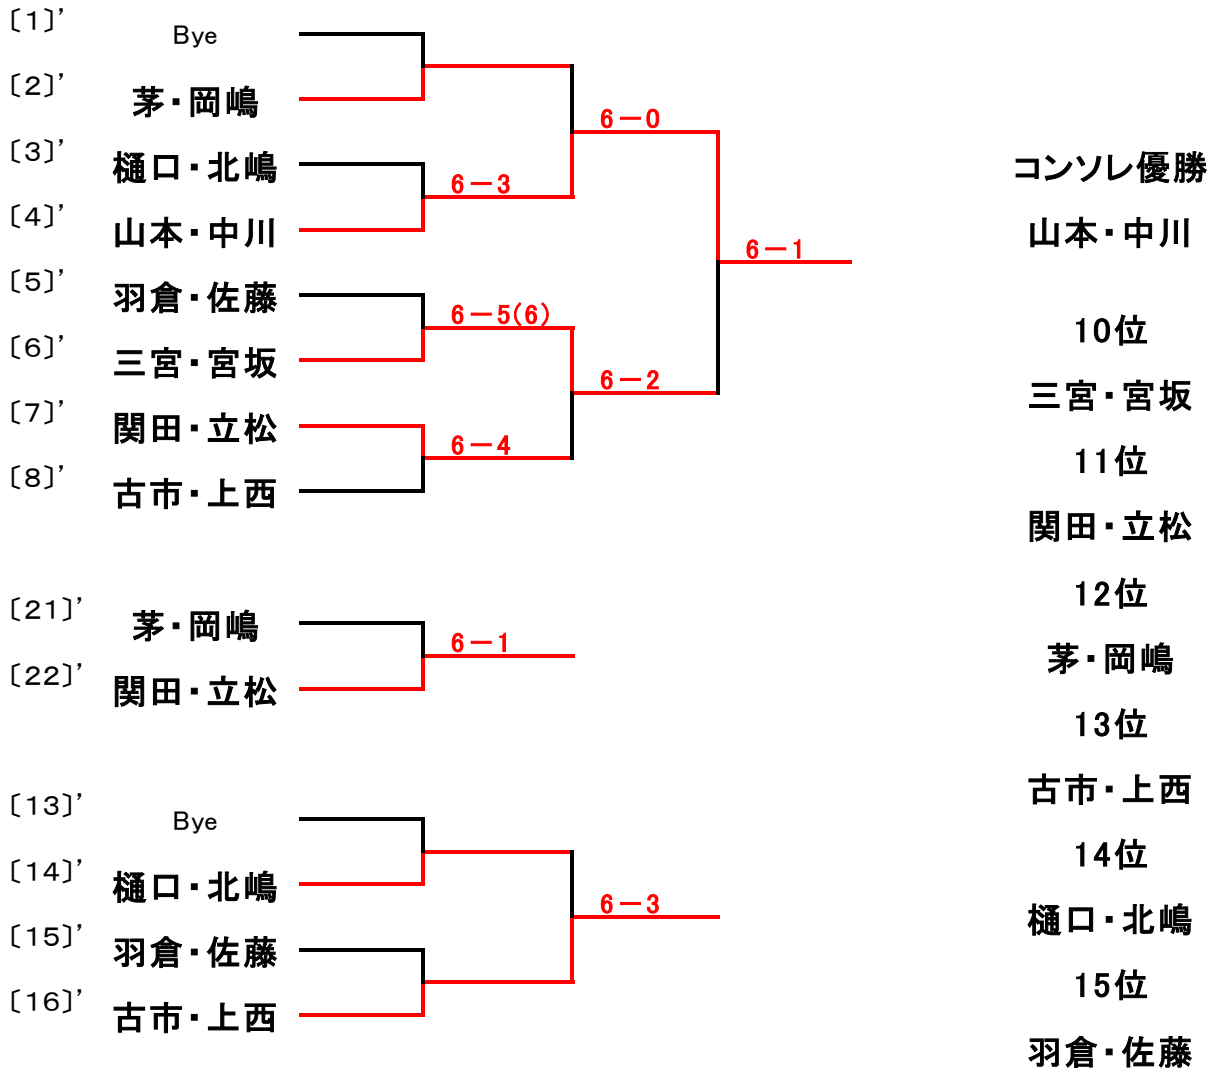 〔1〕’ Bye
〔2〕’ 茅・岡嶋
6－0
〔3〕’ 樋口・北嶋
6－3
〔4〕’ 山本・中川
6－1
〔5〕’ 羽倉・佐藤
6－5(6)
〔6〕’ 三宮・宮坂
6－2
〔7〕’ 関田・立松
6－4
〔8〕’ 古市・上西
〔21〕’ 茅・岡嶋
6－1
〔22〕’ 関田・立松
〔13〕’ Bye
〔14〕’ 樋口・北嶋
6－3
〔15〕’ 羽倉・佐藤
〔16〕’ 古市・上西
コンソレ優勝
山本・中川
10位
三宮・宮坂
11位
関田・立松
12位
茅・岡嶋
13位
古市・上西
14位
樋口・北嶋
15位
羽倉・佐藤